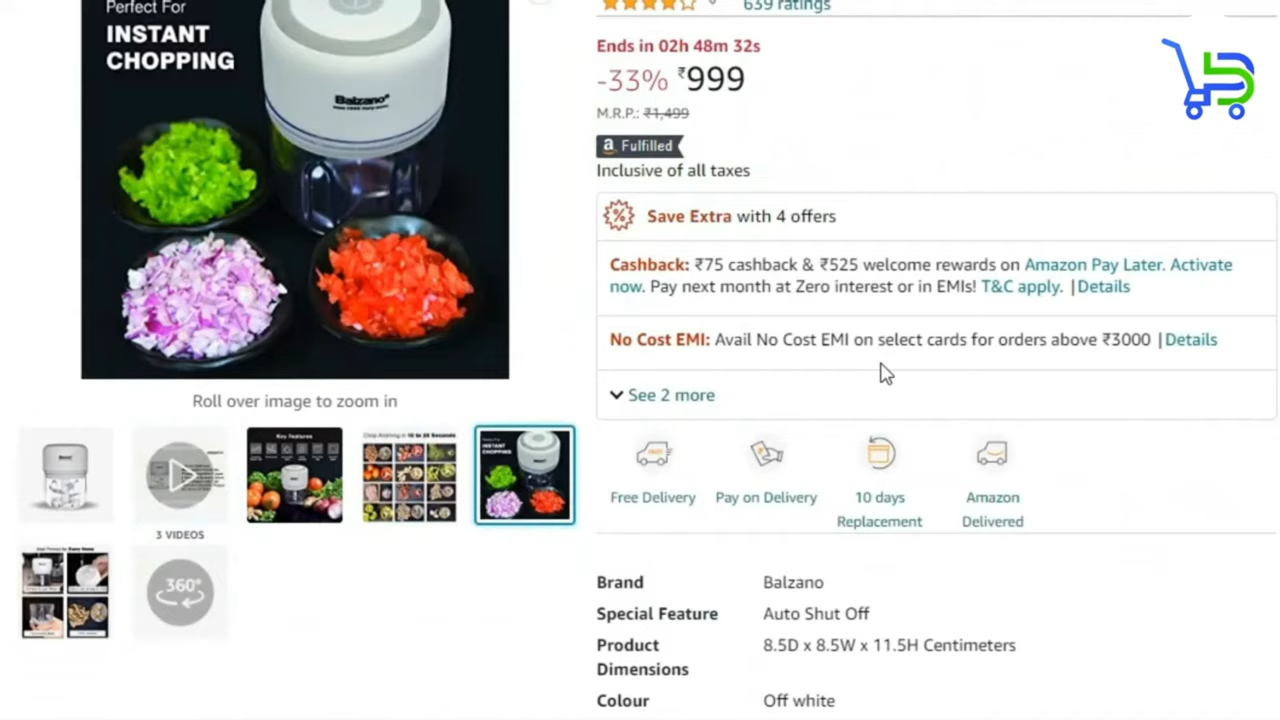 Perfect For
INSTANT
CHOPPING
Balzano
Roll over image to zoom in
Key Features
INSTANT
CHOPPING
3 VIDEOS
360°
639 ratings
Ends in 02h 48m 32s
-33% ₹999
M.R.P.: ₹1,499
a Fulfilled
Inclusive of all taxes
Save Extra with 4 offers
Cashback: ₹75 cashback & ₹525 welcome rewards on Amazon Pay Later. Activate
now. Pay next month at Zero interest or in EMIs! T&C apply. |Details
No Cost EMI: Avail No Cost EMI on select cards for orders above ₹3000 |Details
See 2 more
Free Delivery
Pay on Delivery
10 days
Replacement
Amazon
Delivered
Brand Balzano
Special Feature Auto Shut Off
Product 8.5D x 8.5W x 11.5H Centimeters
Dimensions
Colour Off white